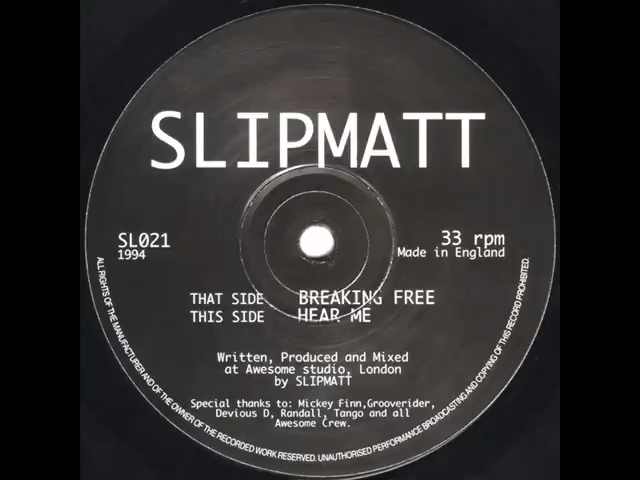 SLIPMATT
SL021
1994
33 rpm
Made in England
THAT SIDE BREAKING FREE
THIS SIDE HEAR ME
Written, Produced and Mixed
at Awesome studio, London
by SLIPMATT
Special thanks to: Mickey Finn,Grooverider,
Devious D, Randall, Tango and all
Awesome Crew.
ALL RIGHTS OF THE MANUFACTURER AND OF THE OWNER OF THE RECORDED WORK RESERVED. UNAUTHORISED PERFORMANCE BROADCASTING AND COPYING OF THIS RECORD PROHIBITED.